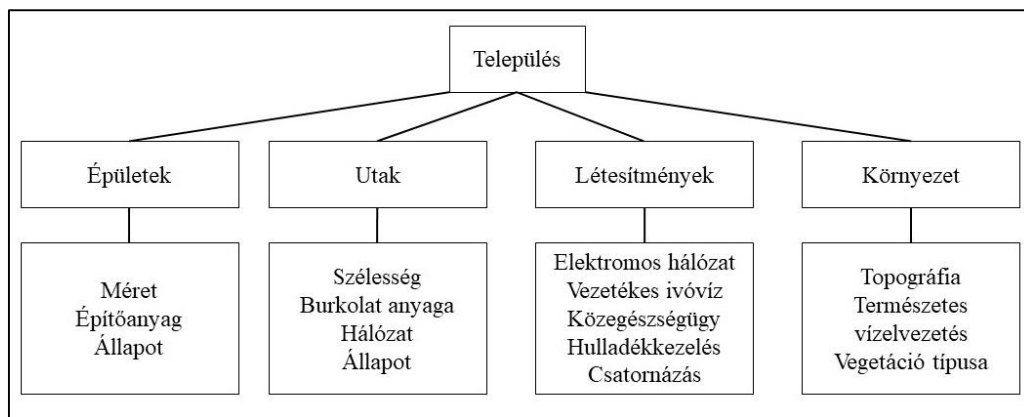 Település
Épületek
Utak
Létesítmények
Környezet
Méret
Építőanyag
Állapot
Szélesség
Burkolat anyaga
Hálózat
Állapot
Elektromos hálózat
Vezetékes ivóvíz
Közegészségügy
Hulladékkezelés
Csatornázás
Topográfia
Természetes
vízelvezetés
Vegetáció típusa